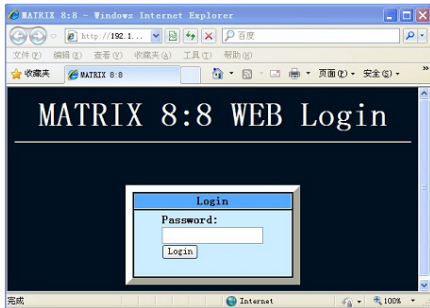 MATRIX 8:8 - Windows Internet Explorer
http://192.1... 百度
文件(F) 编辑(E) 查看(V) 收藏夹(A) 工具(T) 帮助(H)
收藏夹 MATRIX 8:8 页面(P) 安全(S) »
MATRIX 8:8 WEB Login
Login
Password:
Login
完成 Internet 100%